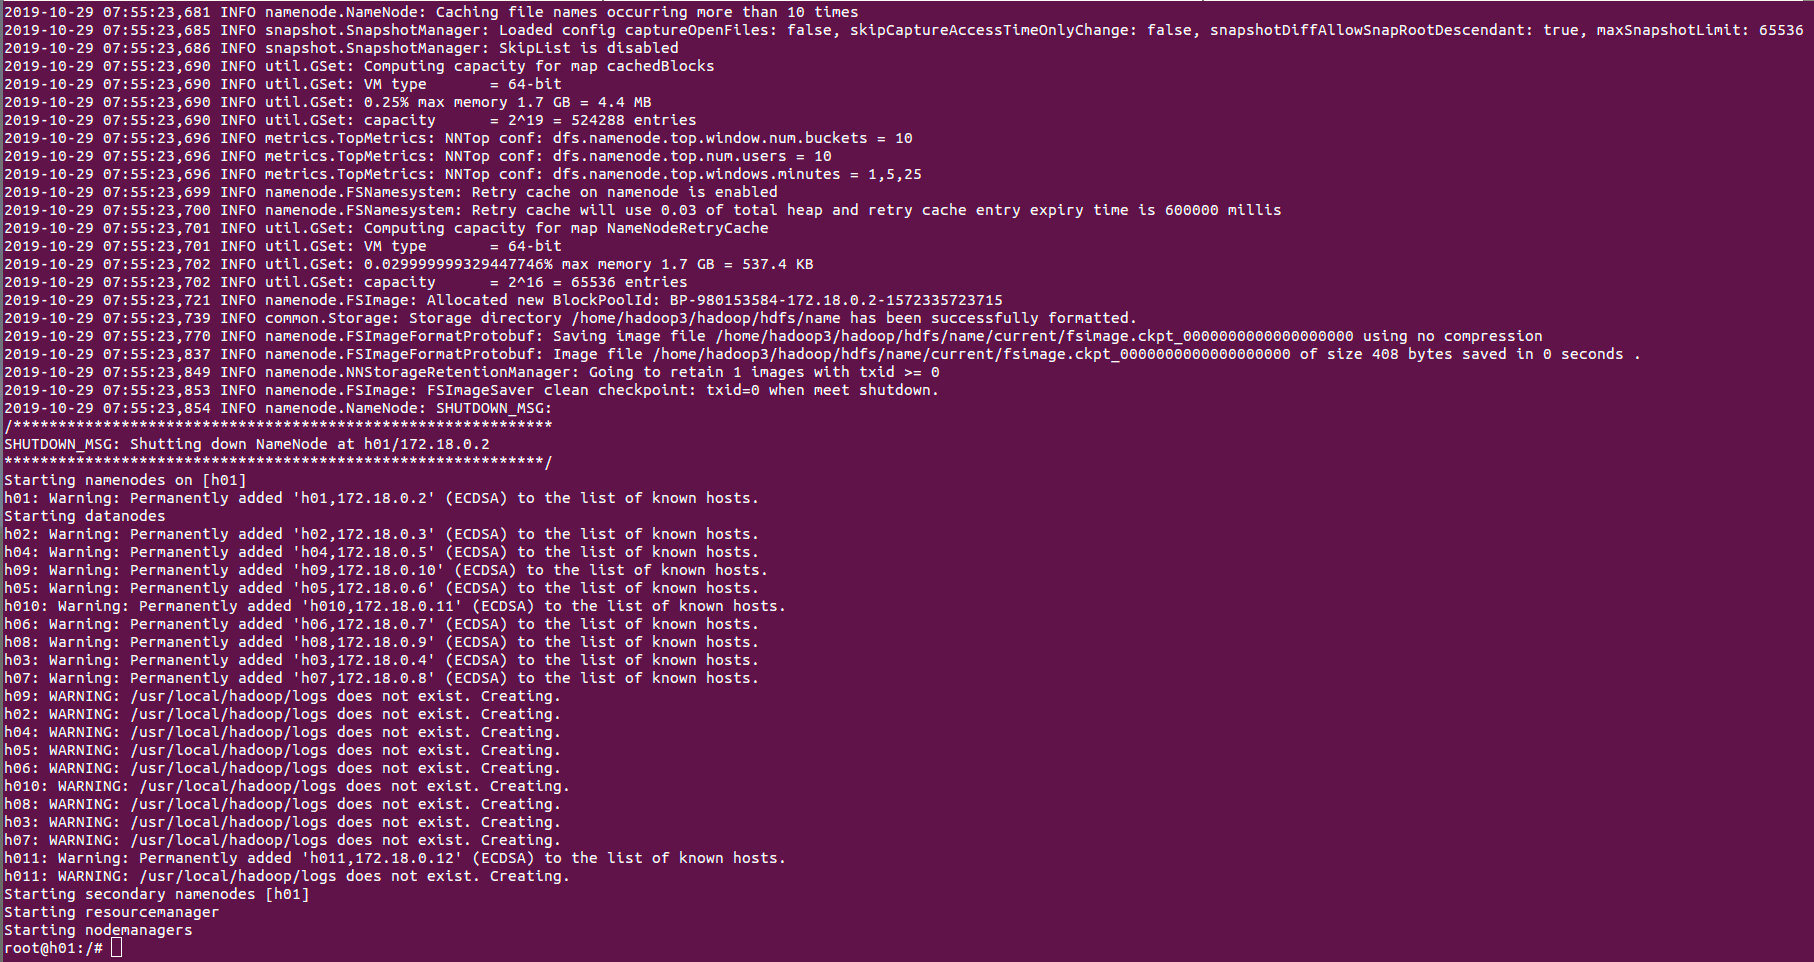 2019-10-29 07:55:23,681 INFO namenode.NameNode: Caching file names occurring more than 10 times
2019-10-29 07:55:23,685 INFO snapshot.SnapshotManager: Loaded config captureOpenFiles: false, skipCaptureAccessTimeOnlyChange: false, snapshotDiffAllowSnapRootDescendant: true, maxSnapshotLimit: 65536
2019-10-29 07:55:23,686 INFO snapshot.SnapshotManager: SkipList is disabled
2019-10-29 07:55:23,690 INFO util.GSet: Computing capacity for map cachedBlocks
2019-10-29 07:55:23,690 INFO util.GSet: VM type       = 64-bit
2019-10-29 07:55:23,690 INFO util.GSet: 0.25% max memory 1.7 GB = 4.4 MB
2019-10-29 07:55:23,690 INFO util.GSet: capacity      = 2^19 = 524288 entries
2019-10-29 07:55:23,696 INFO metrics.TopMetrics: NNTop conf: dfs.namenode.top.window.num.buckets = 10
2019-10-29 07:55:23,696 INFO metrics.TopMetrics: NNTop conf: dfs.namenode.top.num.users = 10
2019-10-29 07:55:23,696 INFO metrics.TopMetrics: NNTop conf: dfs.namenode.top.windows.minutes = 1,5,25
2019-10-29 07:55:23,699 INFO namenode.FSNamesystem: Retry cache on namenode is enabled
2019-10-29 07:55:23,700 INFO namenode.FSNamesystem: Retry cache will use 0.03 of total heap and retry cache entry expiry time is 600000 millis
2019-10-29 07:55:23,701 INFO util.GSet: Computing capacity for map NameNodeRetryCache
2019-10-29 07:55:23,701 INFO util.GSet: VM type       = 64-bit
2019-10-29 07:55:23,702 INFO util.GSet: 0.029999999329447746% max memory 1.7 GB = 537.4 KB
2019-10-29 07:55:23,702 INFO util.GSet: capacity      = 2^16 = 65536 entries
2019-10-29 07:55:23,721 INFO namenode.FSImage: Allocated new BlockPoolId: BP-980153584-172.18.0.2-1572335723715
2019-10-29 07:55:23,739 INFO common.Storage: Storage directory /home/hadoop3/hadoop/hdfs/name has been successfully formatted.
2019-10-29 07:55:23,770 INFO namenode.FSImageFormatProtobuf: Saving image file /home/hadoop3/hadoop/hdfs/name/current/fsimage.ckpt_0000000000000000000 using no compression
2019-10-29 07:55:23,837 INFO namenode.FSImageFormatProtobuf: Image file /home/hadoop3/hadoop/hdfs/name/current/fsimage.ckpt_0000000000000000000 of size 408 bytes saved in 0 seconds .
2019-10-29 07:55:23,849 INFO namenode.NNStorageRetentionManager: Going to retain 1 images with txid >= 0
2019-10-29 07:55:23,853 INFO namenode.FSImage: FSImageSaver clean checkpoint: txid=0 when meet shutdown.
2019-10-29 07:55:23,854 INFO namenode.NameNode: SHUTDOWN_MSG:
/************************************************************
SHUTDOWN_MSG: Shutting down NameNode at h01/172.18.0.2
************************************************************/
Starting namenodes on [h01]
h01: Warning: Permanently added 'h01,172.18.0.2' (ECDSA) to the list of known hosts.
Starting datanodes
h02: Warning: Permanently added 'h02,172.18.0.3' (ECDSA) to the list of known hosts.
h04: Warning: Permanently added 'h04,172.18.0.5' (ECDSA) to the list of known hosts.
h09: Warning: Permanently added 'h09,172.18.0.10' (ECDSA) to the list of known hosts.
h05: Warning: Permanently added 'h05,172.18.0.6' (ECDSA) to the list of known hosts.
h010: Warning: Permanently added 'h010,172.18.0.11' (ECDSA) to the list of known hosts.
h06: Warning: Permanently added 'h06,172.18.0.7' (ECDSA) to the list of known hosts.
h08: Warning: Permanently added 'h08,172.18.0.9' (ECDSA) to the list of known hosts.
h03: Warning: Permanently added 'h03,172.18.0.4' (ECDSA) to the list of known hosts.
h07: Warning: Permanently added 'h07,172.18.0.8' (ECDSA) to the list of known hosts.
h09: WARNING: /usr/local/hadoop/logs does not exist. Creating.
h02: WARNING: /usr/local/hadoop/logs does not exist. Creating.
h04: WARNING: /usr/local/hadoop/logs does not exist. Creating.
h05: WARNING: /usr/local/hadoop/logs does not exist. Creating.
h06: WARNING: /usr/local/hadoop/logs does not exist. Creating.
h010: WARNING: /usr/local/hadoop/logs does not exist. Creating.
h08: WARNING: /usr/local/hadoop/logs does not exist. Creating.
h03: WARNING: /usr/local/hadoop/logs does not exist. Creating.
h07: WARNING: /usr/local/hadoop/logs does not exist. Creating.
h011: Warning: Permanently added 'h011,172.18.0.12' (ECDSA) to the list of known hosts.
h011: WARNING: /usr/local/hadoop/logs does not exist. Creating.
Starting secondary namenodes [h01]
Starting resourcemanager
Starting nodemanagers
root@h01:/#